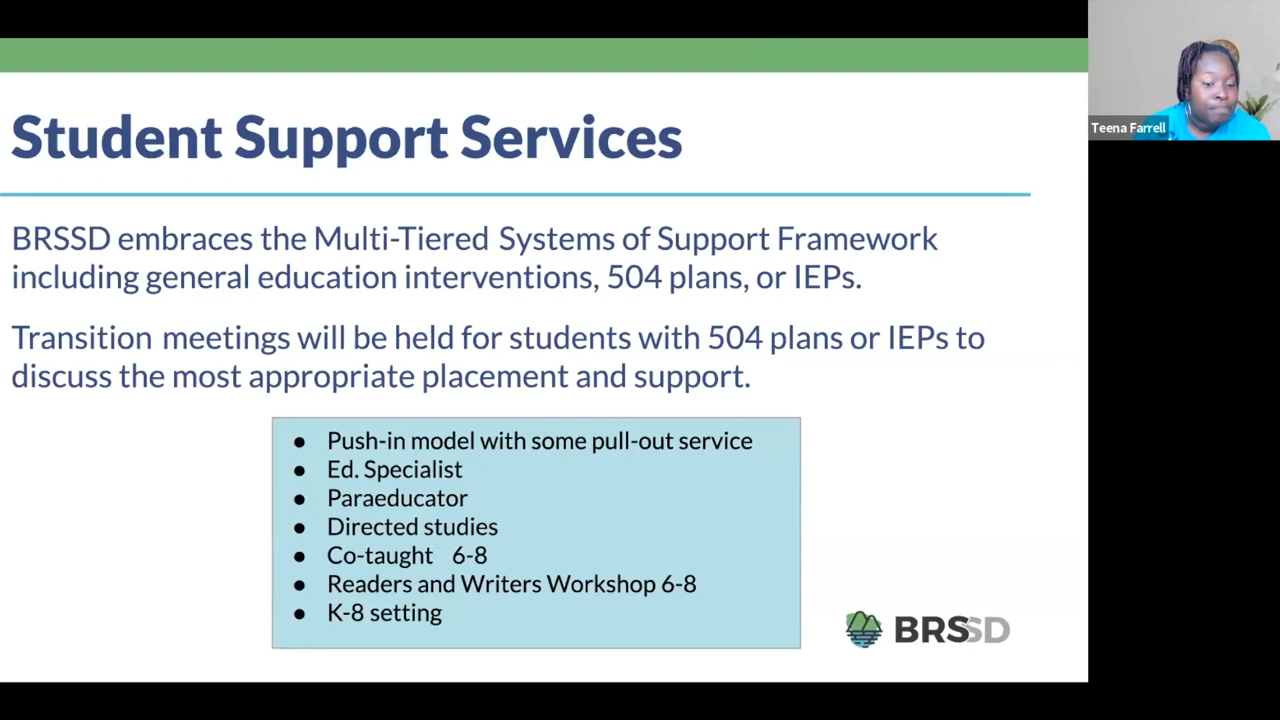 Student Support Services
BRSSD embraces the Multi-Tiered Systems of Support Framework
including general education interventions, 504 plans, or IEPs.
Transition meetings will be held for students with 504 plans or IEPs to
discuss the most appropriate placement and support.
● Push-in model with some pull-out service
● Ed. Specialist
● Paraeducator
● Directed studies
● Co-taught 6-8
● Readers and Writers Workshop 6-8
● K-8 setting
BRSSD
Teena Farrell